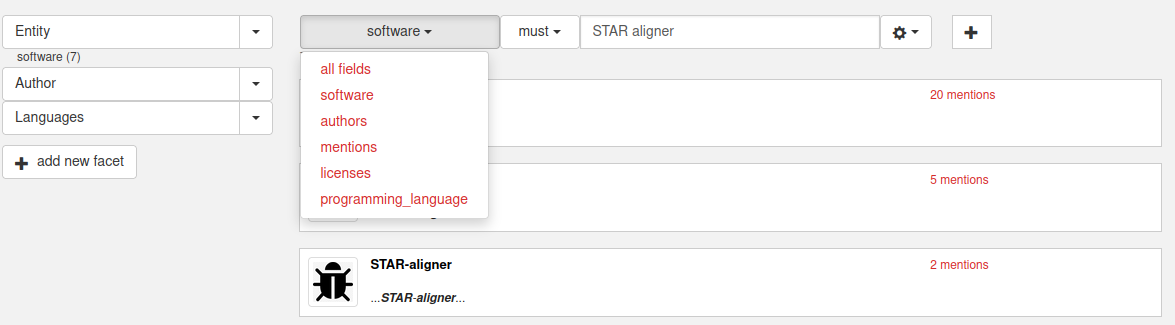 Entity
software (7)
Author
Languages
add new facet
software must STAR aligner
all fields
software
authors
mentions
licenses
programming_language
20 mentions
5 mentions
STAR-aligner
2 mentions
...STAR-aligner...